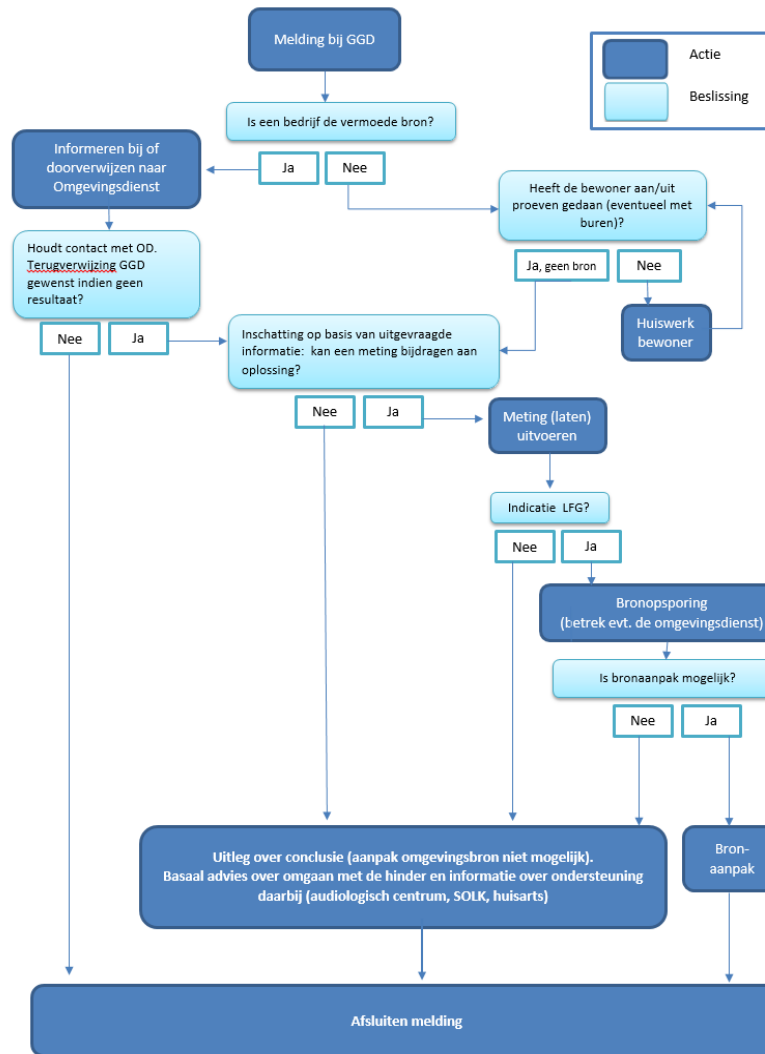 Melding bij GGD
Actie
Beslissing
Is een bedrijf de vermoede bron?
Informeren bij of
doorverwijzen naar
Omgevingsdienst
Ja
Nee
Heeft de bewoner aan/uit
proeven gedaan (eventueel met
buren)?
Houdt contact met OD.
Terugverwijzing GGD
gewenst indien geen
resultaat?
Ja, geen bron
Nee
Huiswerk
bewoner
Nee
Ja
Inschatting op basis van uitgevraagde
informatie: kan een meting bijdragen aan
oplossing?
Nee
Ja
Meting (laten)
uitvoeren
Indicatie LFG?
Nee
Ja
Bronopsporing
(betrek evt. de omgevingsdienst)
Is bronaanpak mogelijk?
Nee
Ja
Uitleg over conclusie (aanpak omgevingsbron niet mogelijk).
Basaal advies over omgaan met de hinder en informatie over ondersteuning
daarbij (audiologisch centrum, SOLK, huisarts)
Bron-
aanpak
Afsluiten melding